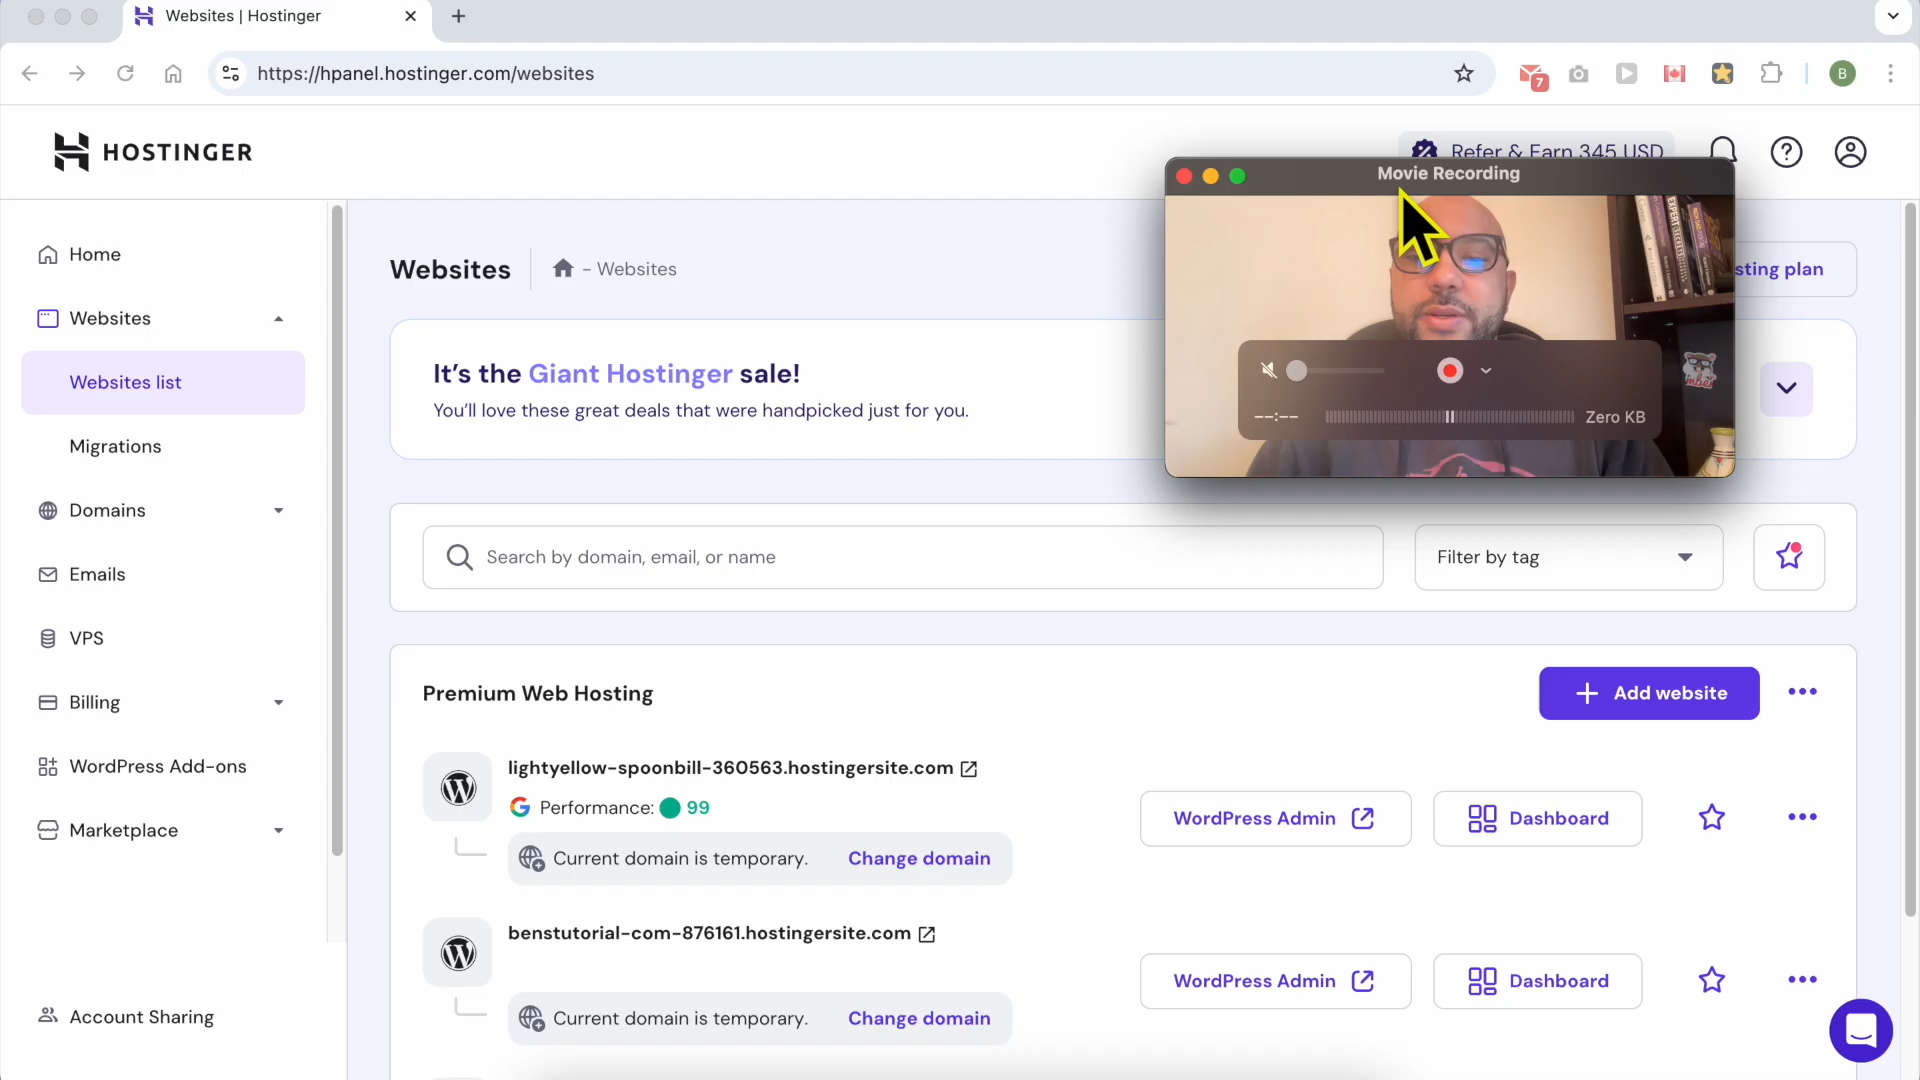 Websites | Hostinger
https://hpanel.hostinger.com/websites
7
B
HOSTINGER
Refer & Earn 345 USD
Movie Recording
EXPERT
SECRETS
Home
Websites
Websites list
Migrations
Domains
Emails
VPS
Billing
WordPress Add-ons
Marketplace
Account Sharing
Websites
- Websites
sting plan
It's the Giant Hostinger sale!
You'll love these great deals that were handpicked just for you.
--:--
Zero KB
Search by domain, email, or name
Filter by tag
Premium Web Hosting
Add website
lightyellow-spoonbill-360563.hostingersite.com
Performance: 99
WordPress Admin
Dashboard
Current domain is temporary. Change domain
benstutorial-com-876161.hostingersite.com
WordPress Admin
Dashboard
Current domain is temporary. Change domain